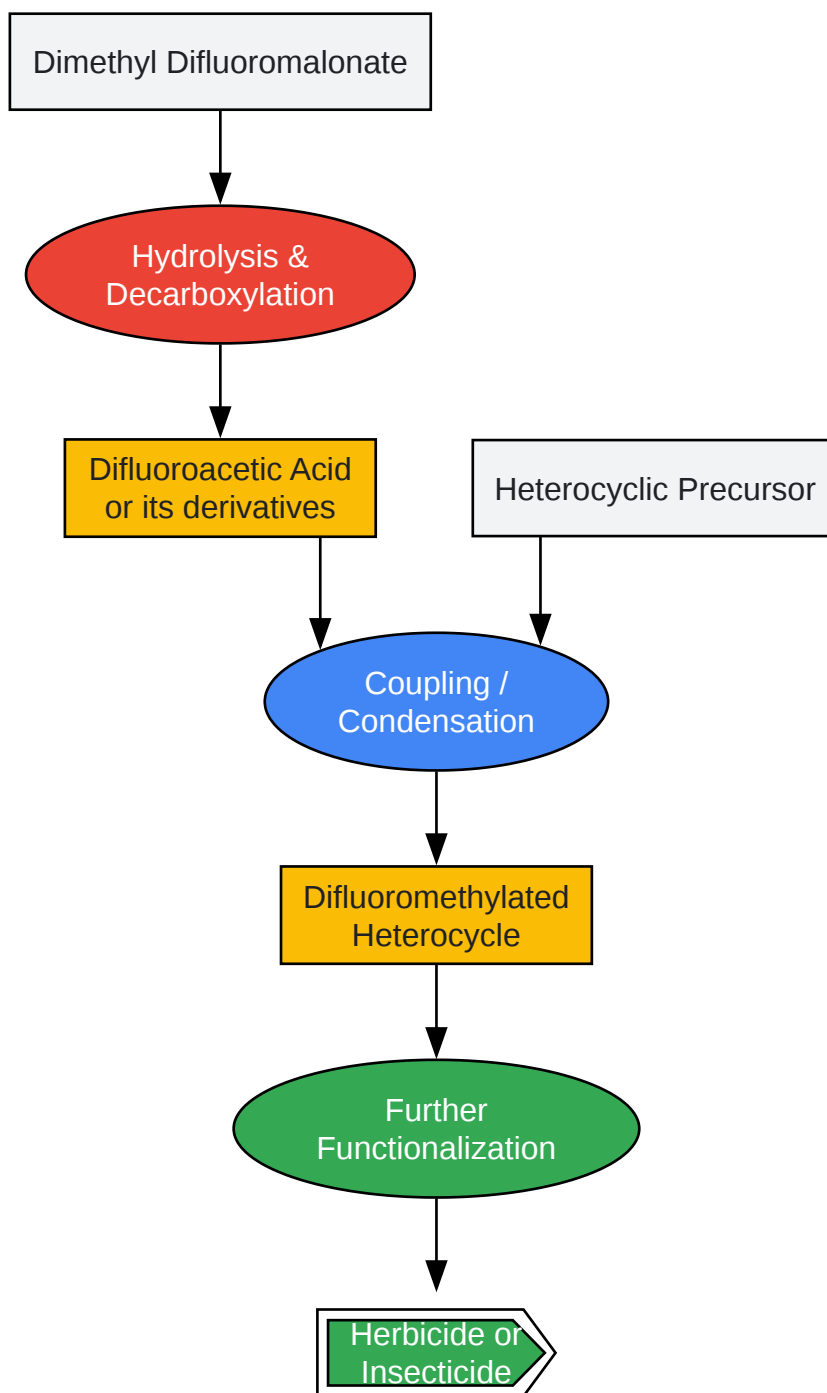 Dimethyl Difluoromalonate
Hydrolysis &
Decarboxylation
Difluoroacetic Acid
or its derivatives
Heterocyclic Precursor
Coupling /
Condensation
Difluoromethylated
Heterocycle
Further
Functionalization
Herbicide or
Insecticide